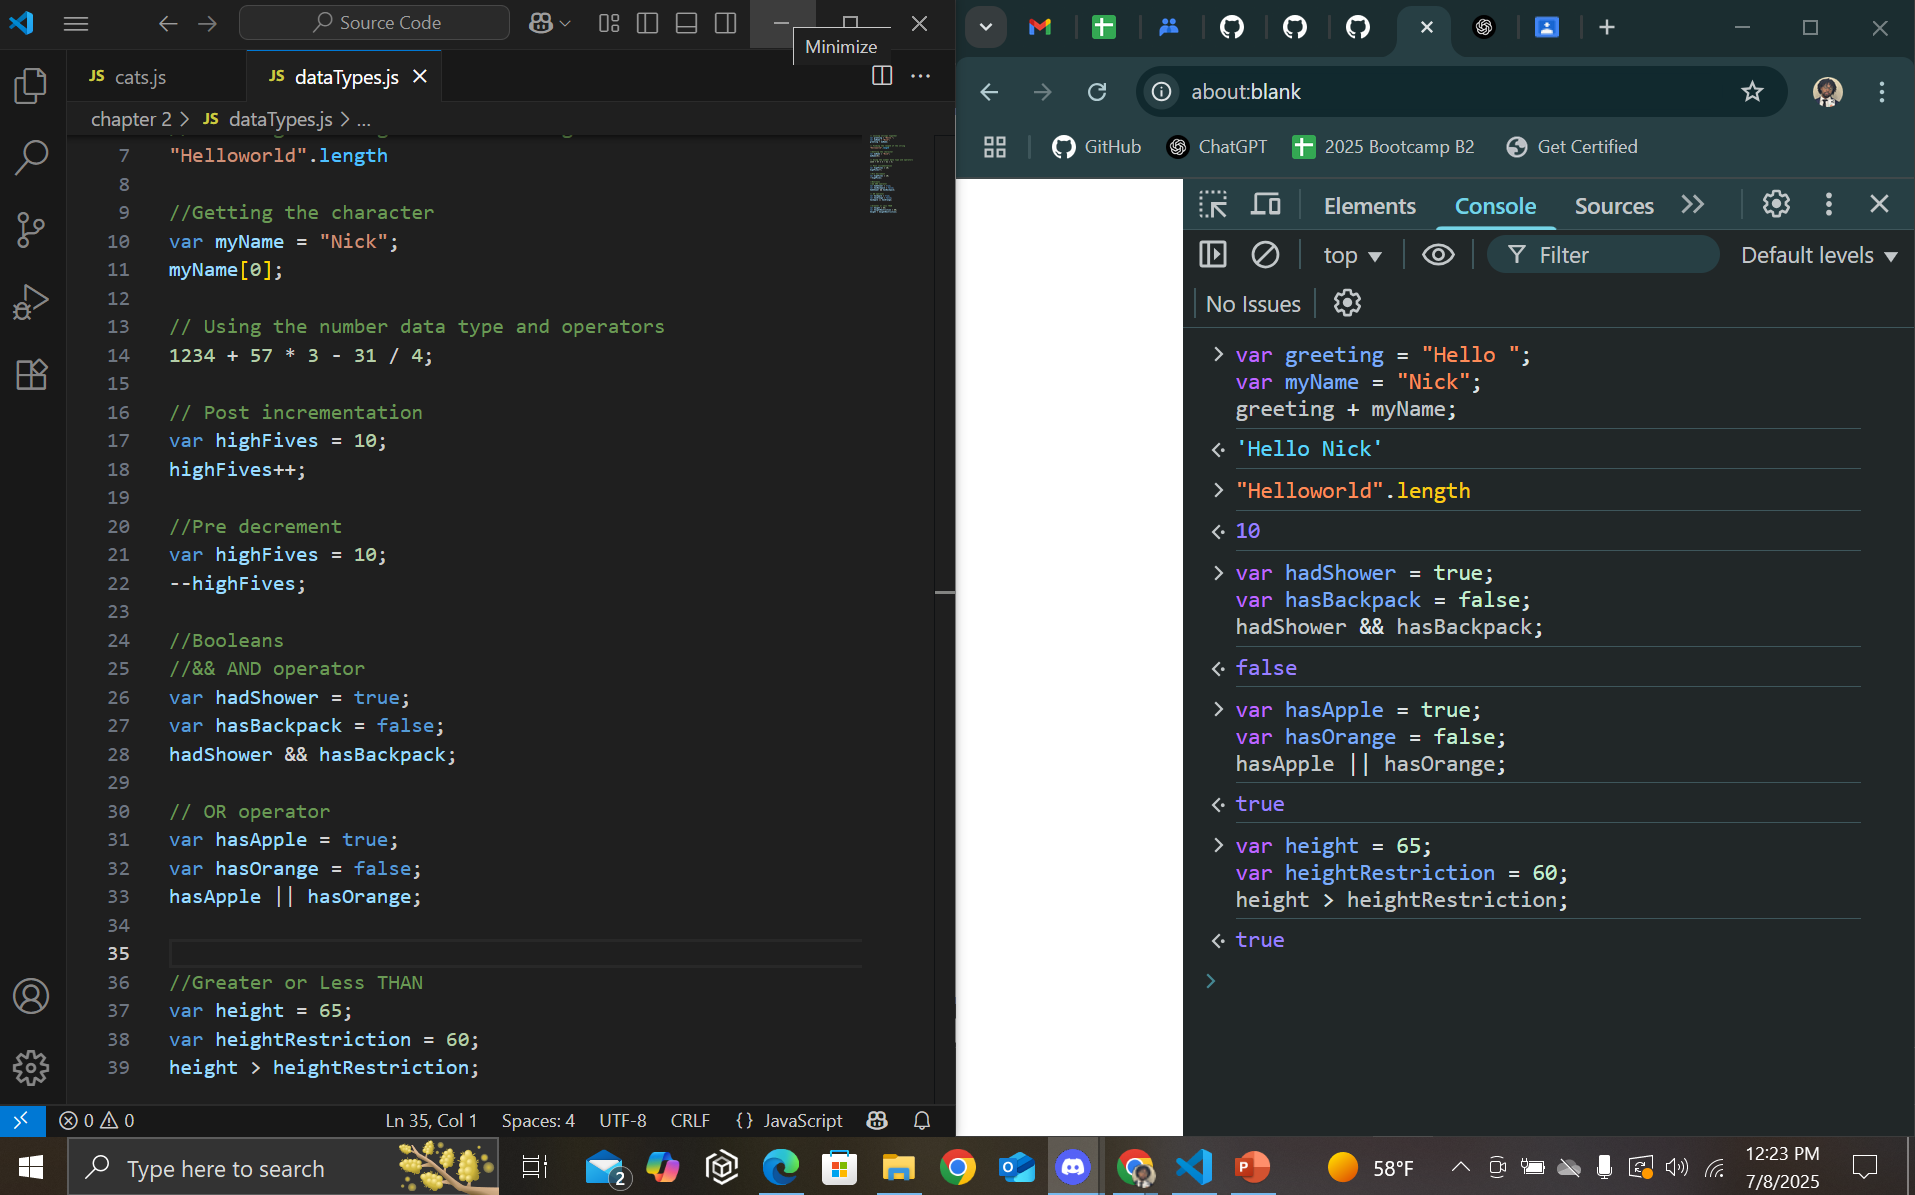 Source Code
Minimize
JS cats.js
JS dataTypes.js
chapter 2 > JS dataTypes.js > ...
7 "Helloworld".length
8
9 //Getting the character
10 var myName = "Nick";
11 myName[0];
12
13 // Using the number data type and operators
14 1234 + 57 * 3 - 31 / 4;
15
16 // Post incrementation
17 var highFives = 10;
18 highFives++;
19
20 //Pre decrement
21 var highFives = 10;
22 --highFives;
23
24 //Booleans
25 //&& AND operator
26 var hadShower = true;
27 var hasBackpack = false;
28 hadShower && hasBackpack;
29
30 // OR operator
31 var hasApple = true;
32 var hasOrange = false;
33 hasApple || hasOrange;
34
35
36 //Greater or Less THAN
37 var height = 65;
38 var heightRestriction = 60;
39 height > heightRestriction;
0 0 Ln 35, Col 1 Spaces: 4 UTF-8 CRLF {} JavaScript
about:blank
GitHub ChatGPT 2025 Bootcamp B2 Get Certified
Elements Console Sources
top Filter Default levels
No Issues
> var greeting = "Hello ";
var myName = "Nick";
greeting + myName;
'Hello Nick'
> "Helloworld".length
10
> var hadShower = true;
var hasBackpack = false;
hadShower && hasBackpack;
false
> var hasApple = true;
var hasOrange = false;
hasApple || hasOrange;
true
> var height = 65;
var heightRestriction = 60;
height > heightRestriction;
true
>
Type here to search
2
58°F
12:23 PM
7/8/2025